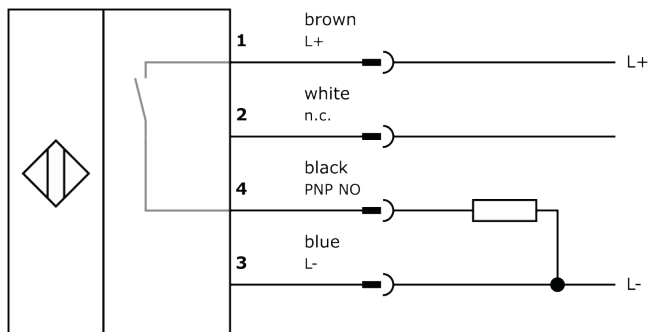 brown
1
L+
L+
white
2
n.c.
black
4
PNP NO
blue
3
L-
L-